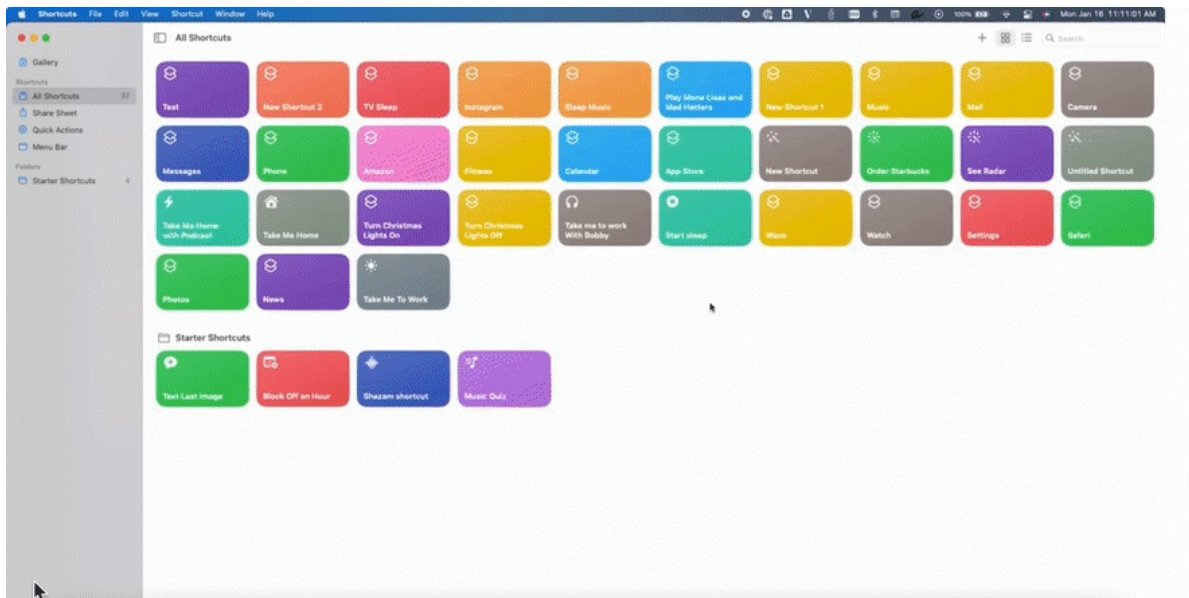 Shortcuts File Edit View Shortcut Window Help 100% Mon Jan 16 11:11:01 AM
All Shortcuts Search
Gallery
Shortcuts
All Shortcuts 37
Share Sheet
Quick Actions
Menu Bar
Folders
Starter Shortcuts 4
Test New Shortcut 2 TV Sleep Instagram Sleep Music Play Mona Lisas and Mad Hatters New Shortcut 1 Music Mail Camera
Messages Phone Amazon Fitness Calendar App Store New Shortcut Order Starbucks See Radar Untitled Shortcut
Take Me Home with Podcast Take Me Home Turn Christmas Lights On Turn Christmas Lights Off Take me to work With Bobby Start sleep Waze Watch Settings Safari
Photos News Take Me To Work
Starter Shortcuts
Text Last Image Block Off an Hour Shazam shortcut Music Quiz